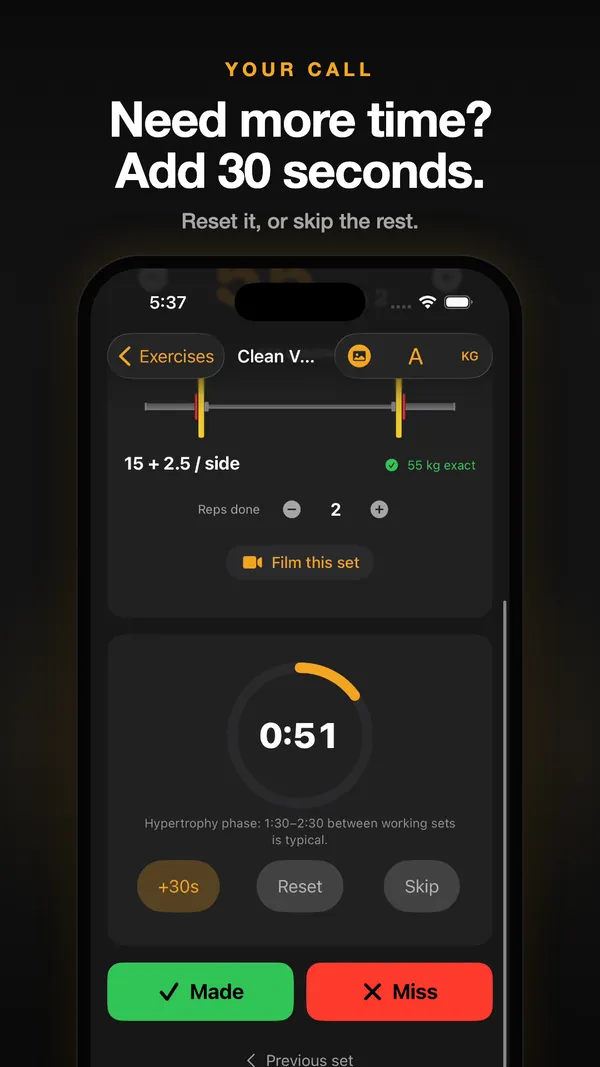 YOUR CALL
Need more time?
Add 30 seconds.
Reset it, or skip the rest.
55
2
5:37
Exercises
Clean V...
A
KG
15 + 2.5 / side
55 kg exact
Reps done
2
Film this set
0:51
Hypertrophy phase: 1:30–2:30 between working sets
is typical.
+30s
Reset
Skip
Made
Miss
Previous set